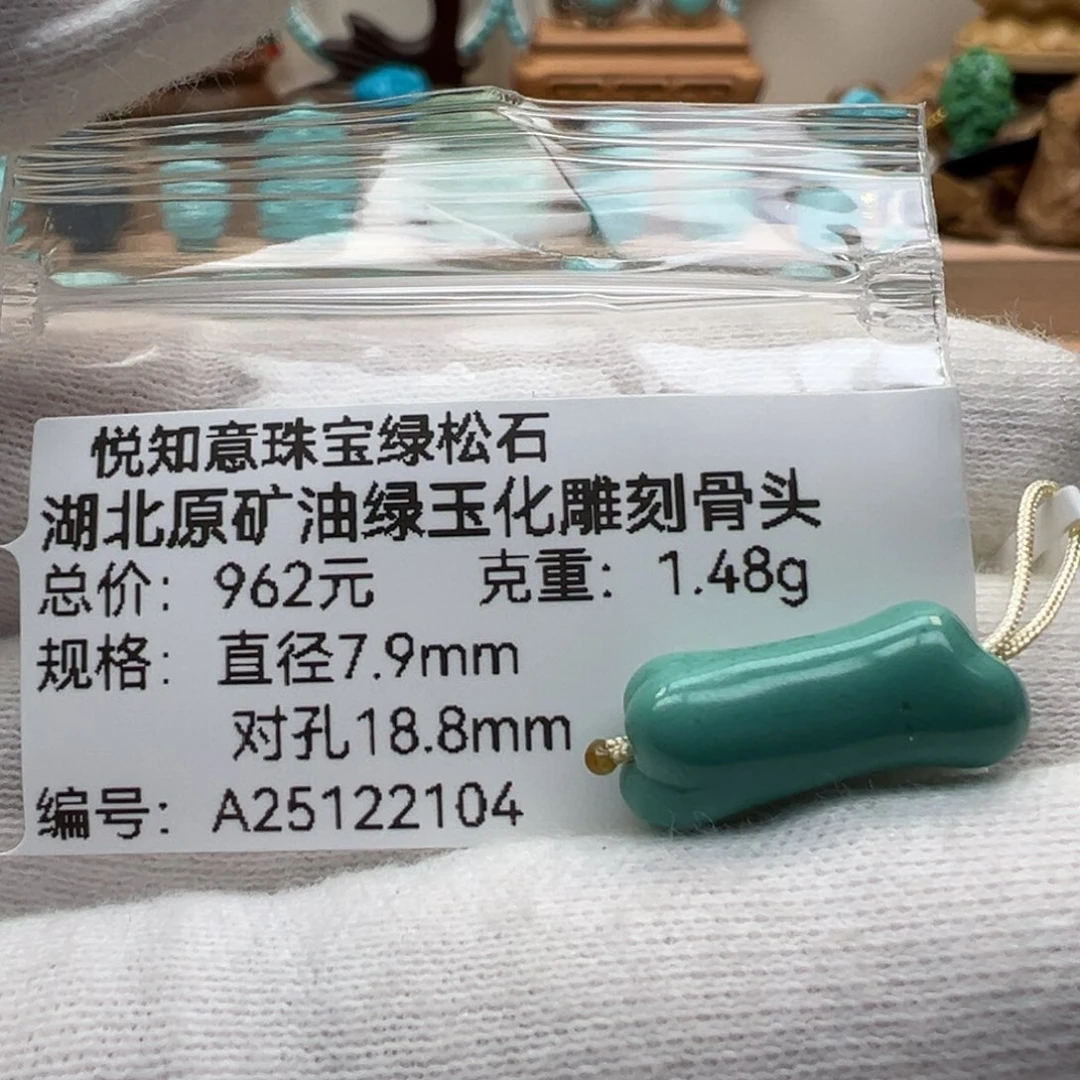 悦知意珠宝绿松石
湖北原矿油绿玉化雕刻骨头
总价：962元 克重：1.48g
规格：直径7.9mm
对孔18.8mm
编号：A25122104